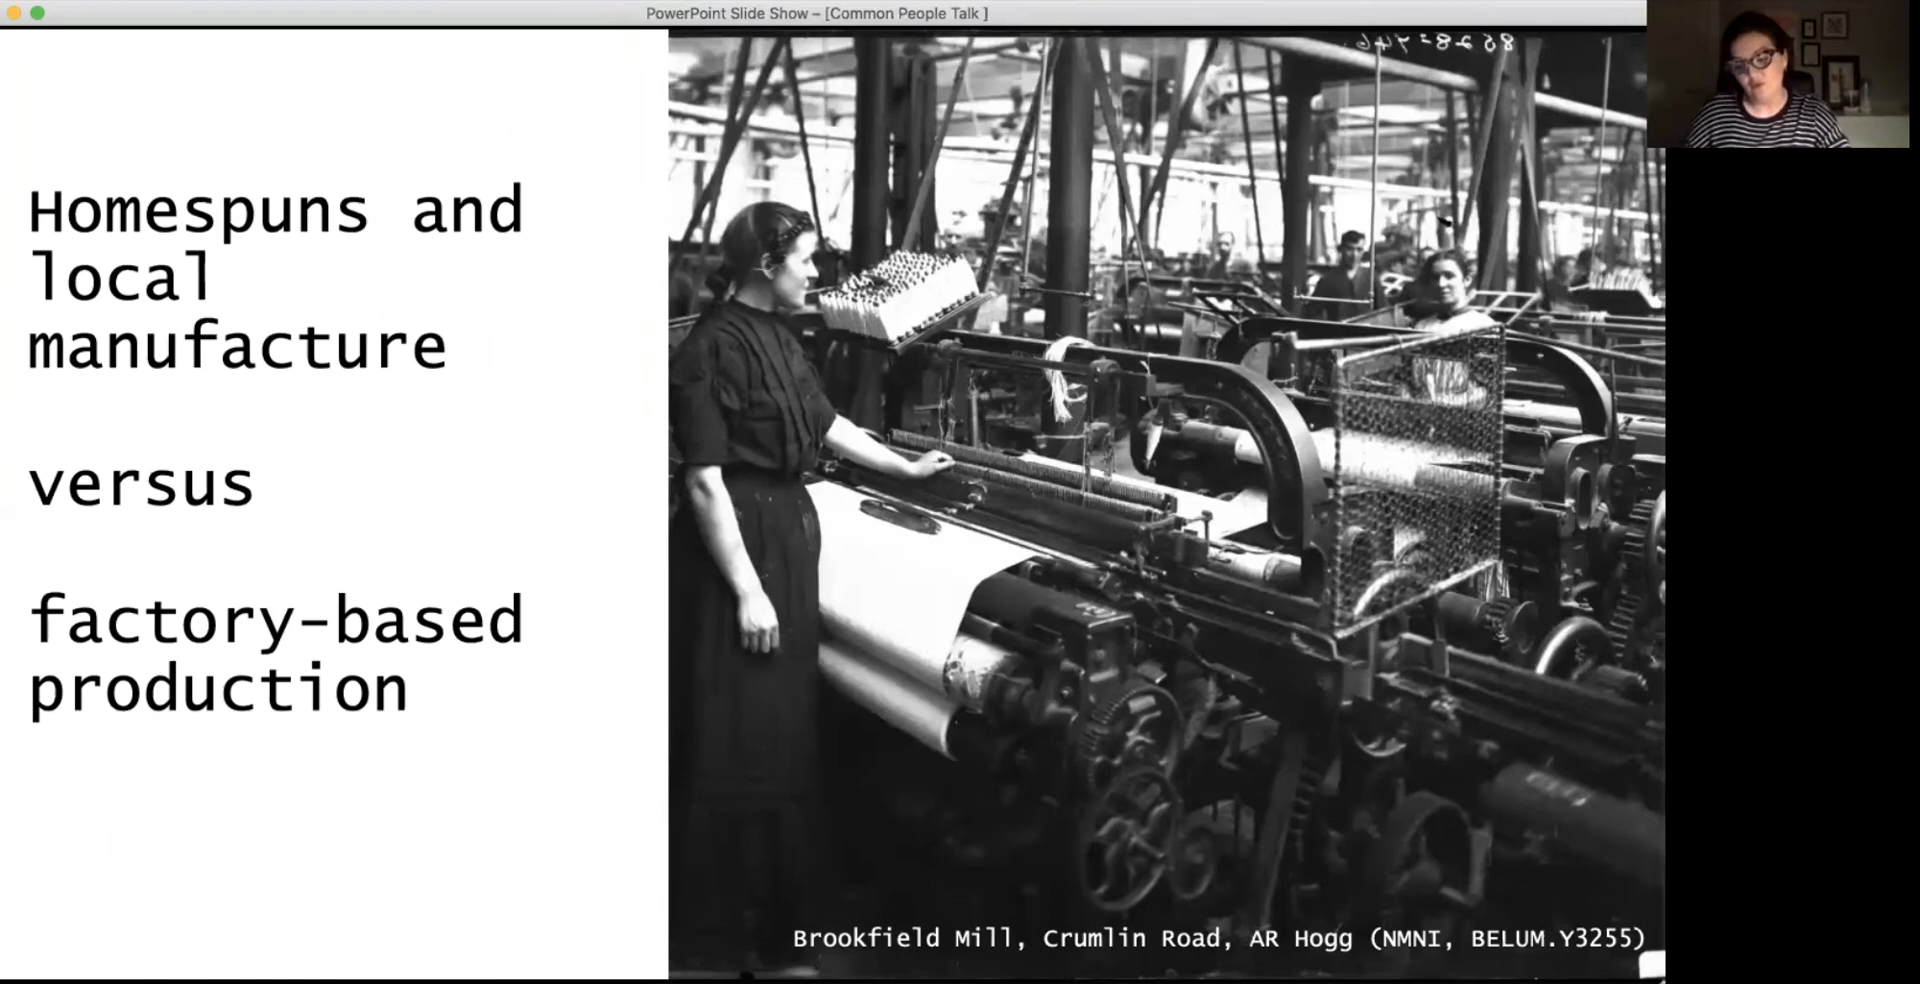 PowerPoint Slide Show – [Common People Talk ]
Homespuns and
local
manufacture
versus
factory-based
production
Brookfield Mill, Crumlin Road, AR Hogg (NMNI, BELUM.Y3255)